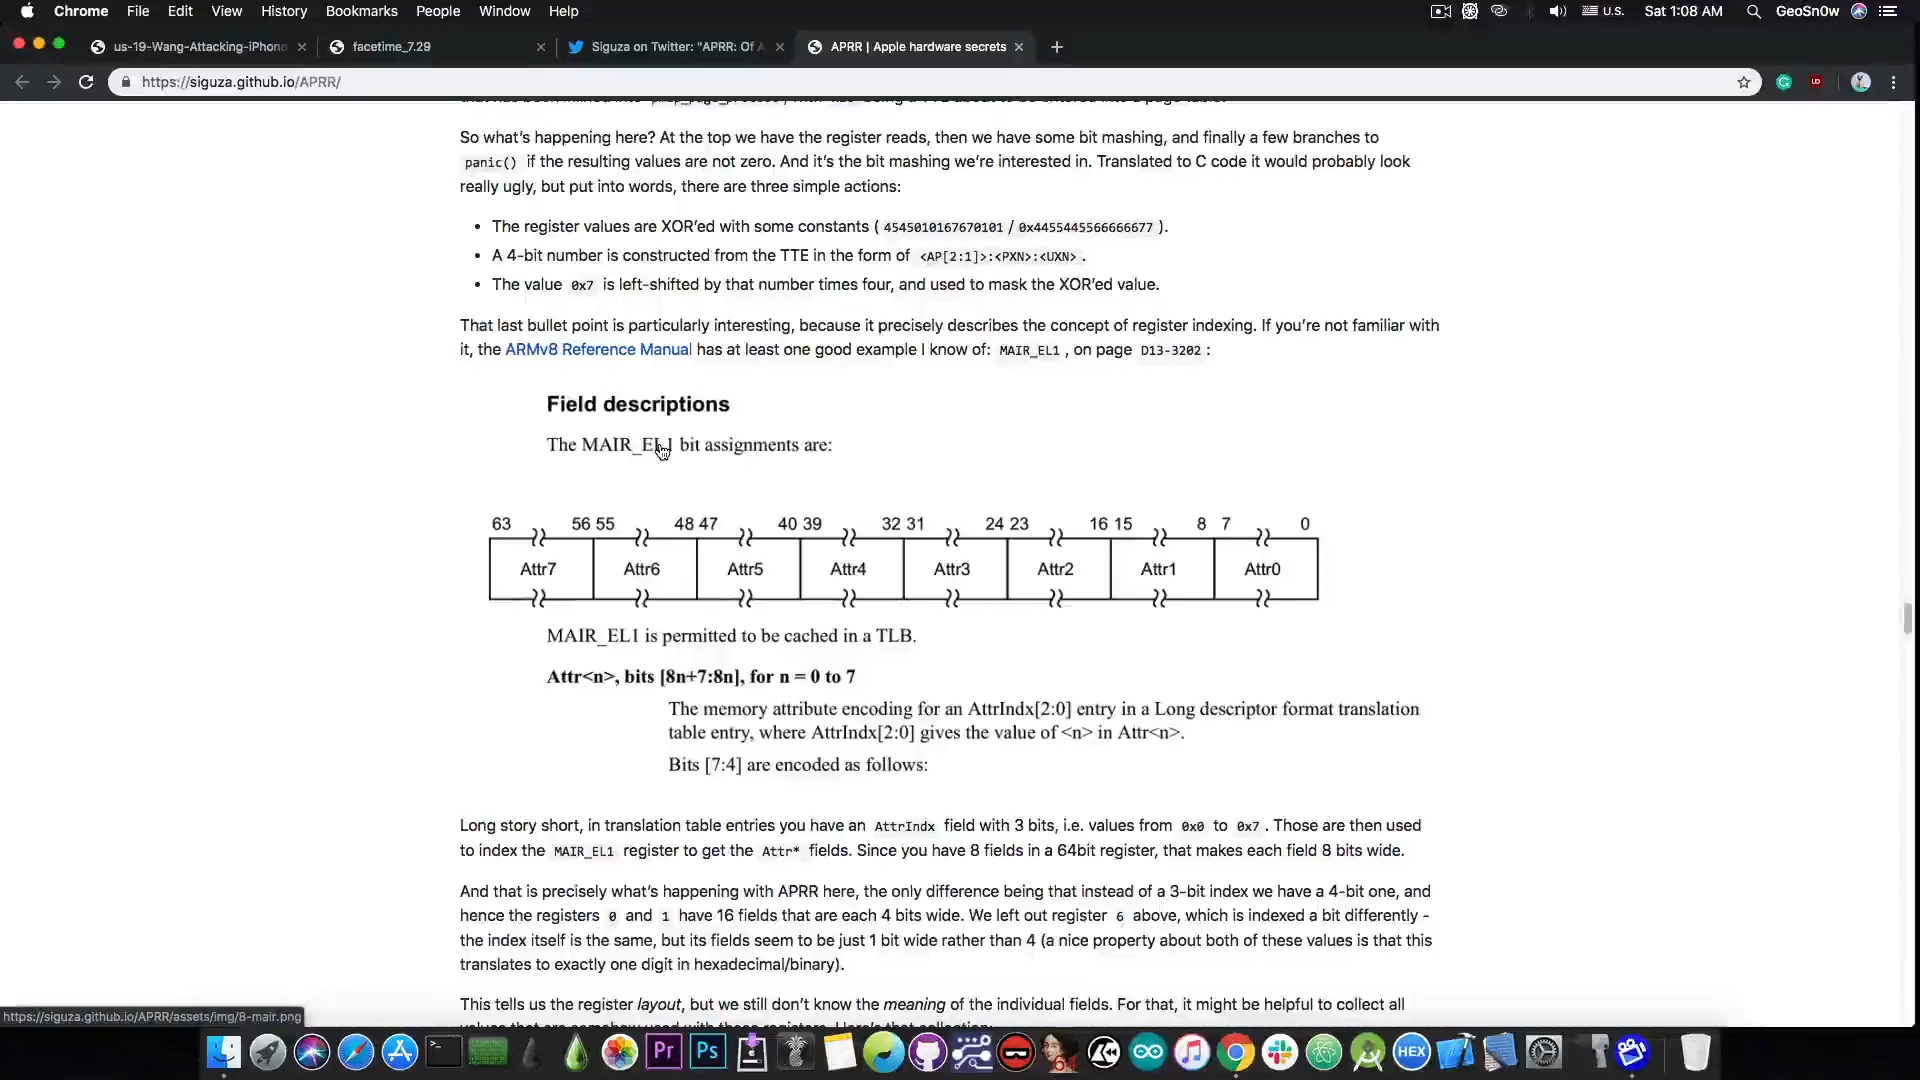 Chrome File Edit View History Bookmarks People Window Help U.S. Sat 1:08 AM GeoSn0w
us-19-Wang-Attacking-iPhone facetime_7.29 Siguza on Twitter: "APRR: Of A APRR | Apple hardware secrets
https://siguza.github.io/APRR/
So what's happening here? At the top we have the register reads, then we have some bit mashing, and finally a few branches to
panic() if the resulting values are not zero. And it's the bit mashing we're interested in. Translated to C code it would probably look
really ugly, but put into words, there are three simple actions:
• The register values are XOR'ed with some constants ( 4545010167670101 / 0x4455445566666677 ).
• A 4-bit number is constructed from the TTE in the form of <AP[2:1]>:<PXN>:<UXN> .
• The value 0x7 is left-shifted by that number times four, and used to mask the XOR'ed value.
That last bullet point is particularly interesting, because it precisely describes the concept of register indexing. If you're not familiar with
it, the ARMv8 Reference Manual has at least one good example I know of: MAIR_EL1 , on page D13-3202 :
Field descriptions
The MAIR_EL1 bit assignments are:
63 56 55 48 47 40 39 32 31 24 23 16 15 8 7 0
Attr7 Attr6 Attr5 Attr4 Attr3 Attr2 Attr1 Attr0
MAIR_EL1 is permitted to be cached in a TLB.
Attr<n>, bits [8n+7:8n], for n = 0 to 7
The memory attribute encoding for an AttrIndx[2:0] entry in a Long descriptor format translation
table entry, where AttrIndx[2:0] gives the value of <n> in Attr<n>.
Bits [7:4] are encoded as follows:
Long story short, in translation table entries you have an AttrIndx field with 3 bits, i.e. values from 0x0 to 0x7 . Those are then used
to index the MAIR_EL1 register to get the Attr* fields. Since you have 8 fields in a 64bit register, that makes each field 8 bits wide.
And that is precisely what's happening with APRR here, the only difference being that instead of a 3-bit index we have a 4-bit one, and
hence the registers 0 and 1 have 16 fields that are each 4 bits wide. We left out register 6 above, which is indexed a bit differently -
the index itself is the same, but its fields seem to be just 1 bit wide rather than 4 (a nice property about both of these values is that this
translates to exactly one digit in hexadecimal/binary).
This tells us the register layout, but we still don't know the meaning of the individual fields. For that, it might be helpful to collect all
https://siguza.github.io/APRR/assets/img/8-mair.png
Pr Ps 64 HEX